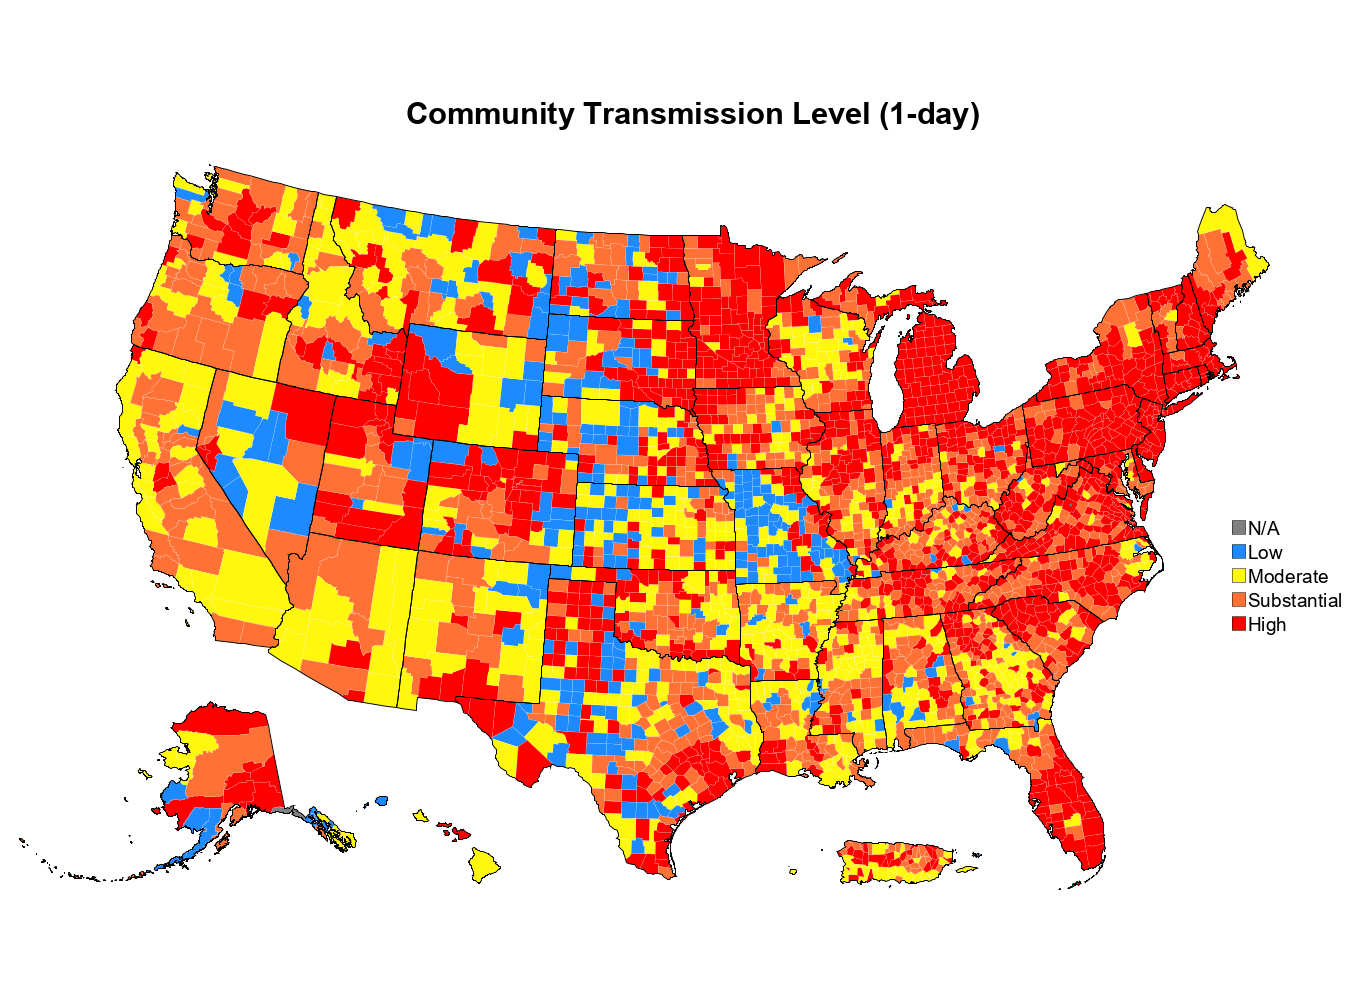 Community Transmission Level (1-day)
N/A
Low
Moderate
Substantial
High